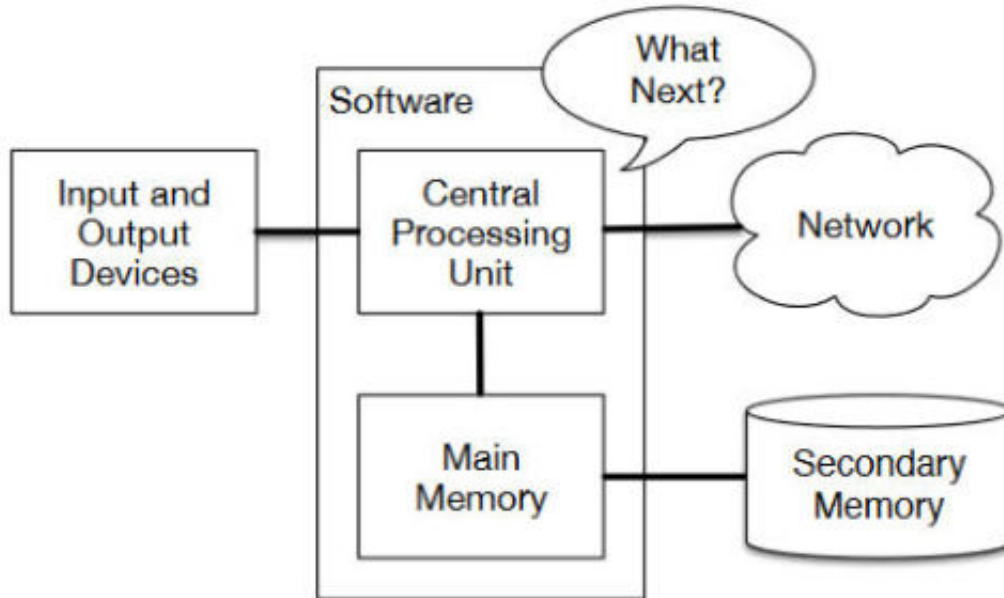 What
Next?
Software
Input and
Output
Devices
Central
Processing
Unit
Network
Main
Memory
Secondary
Memory